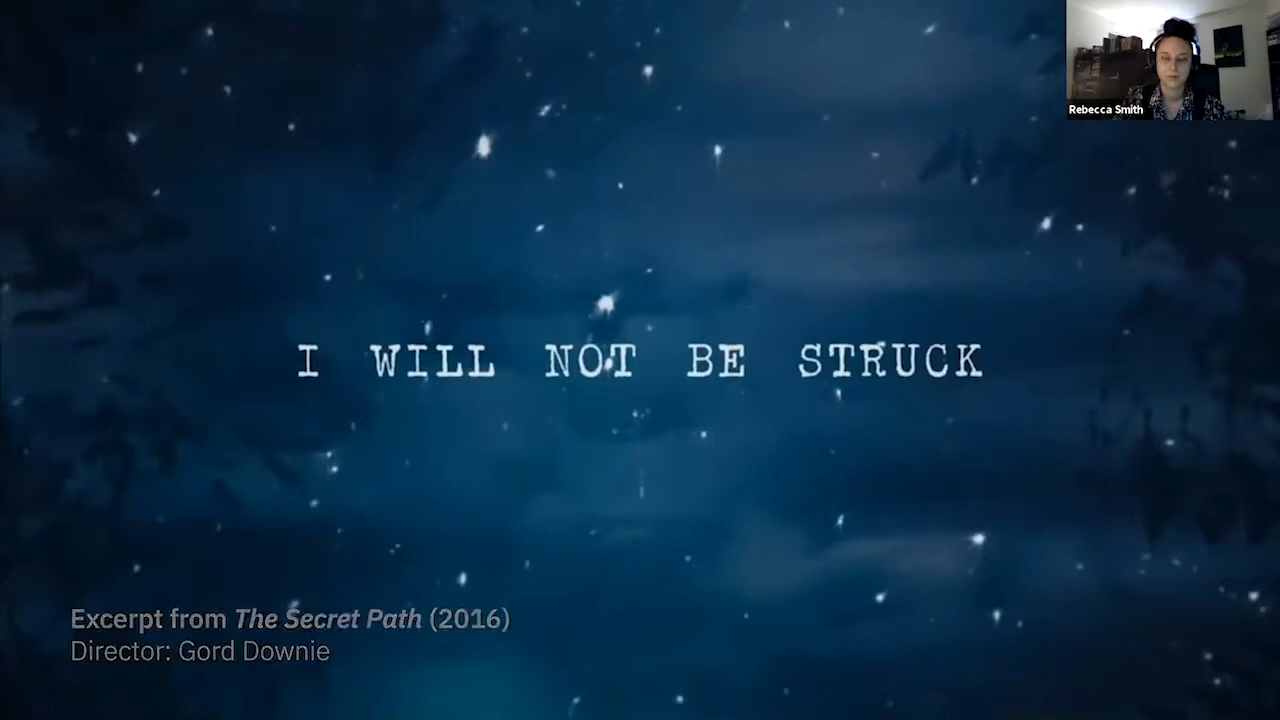 Rebecca Smith
I WILL NOT BE STRUCK
Excerpt from The Secret Path (2016)
Director: Gord Downie